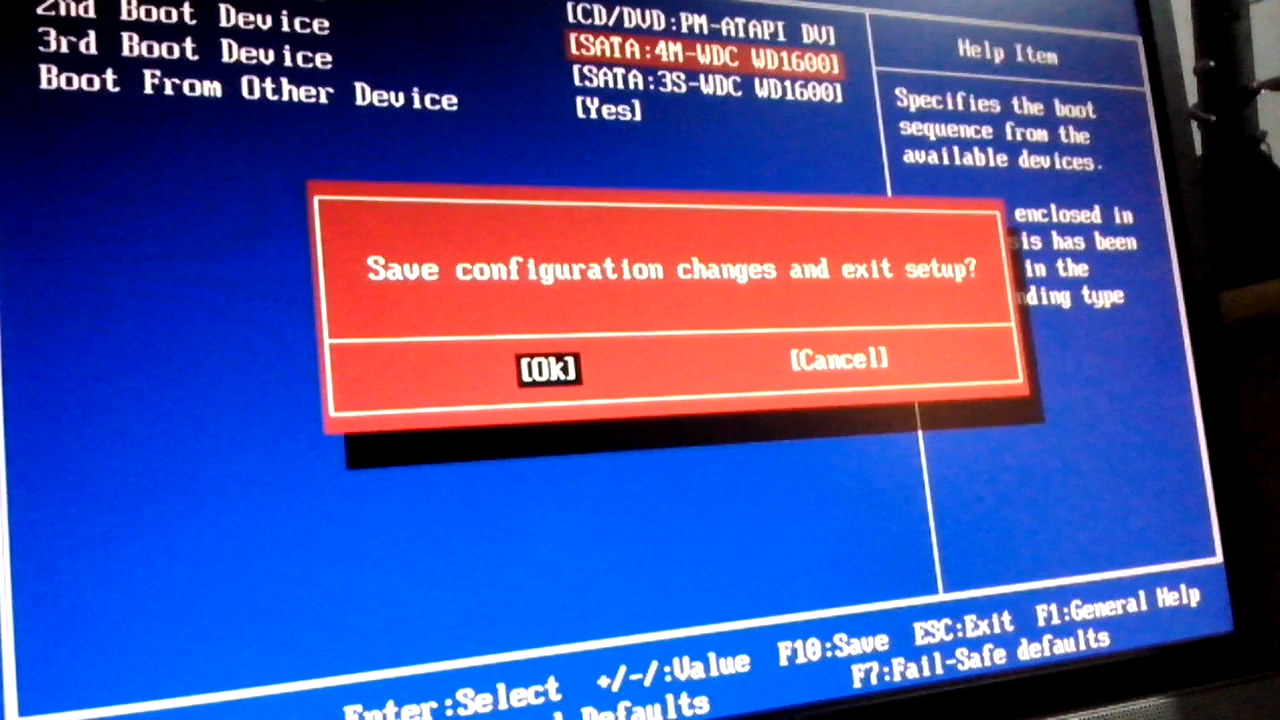 2nd Boot Device [CD/DVD:PM-ATAPI DV]
3rd Boot Device [SATA:4M-WDC WD1600]
[SATA:3S-WDC WD1600]
Boot From Other Device [Yes]
Help Item
Specifies the boot
sequence from the
available devices.
enclosed in
is has been
in the
nding type
Save configuration changes and exit setup?
[Ok] [Cancel]
Enter:Select +/-/:Value F10:Save ESC:Exit F1:General Help
Defaults F7:Fail-Safe defaults